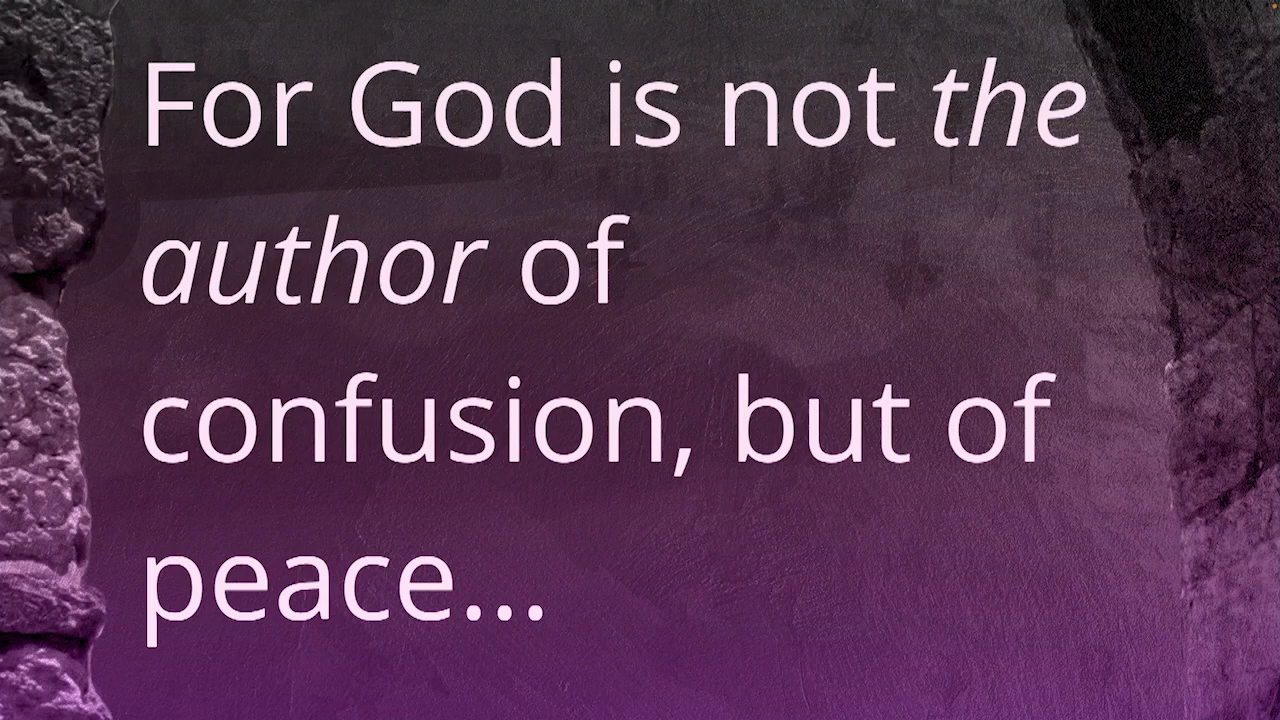 For God is not the
author of
confusion, but of
peace...